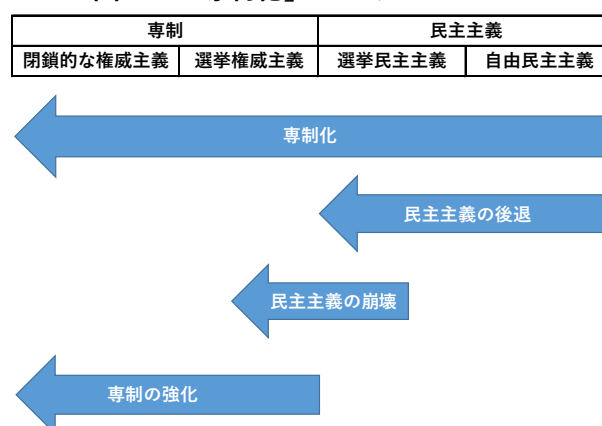 専制 民主主義
閉鎖的な権威主義 選挙権威主義 選挙民主主義 自由民主主義
専制化
民主主義の後退
民主主義の崩壊
専制の強化